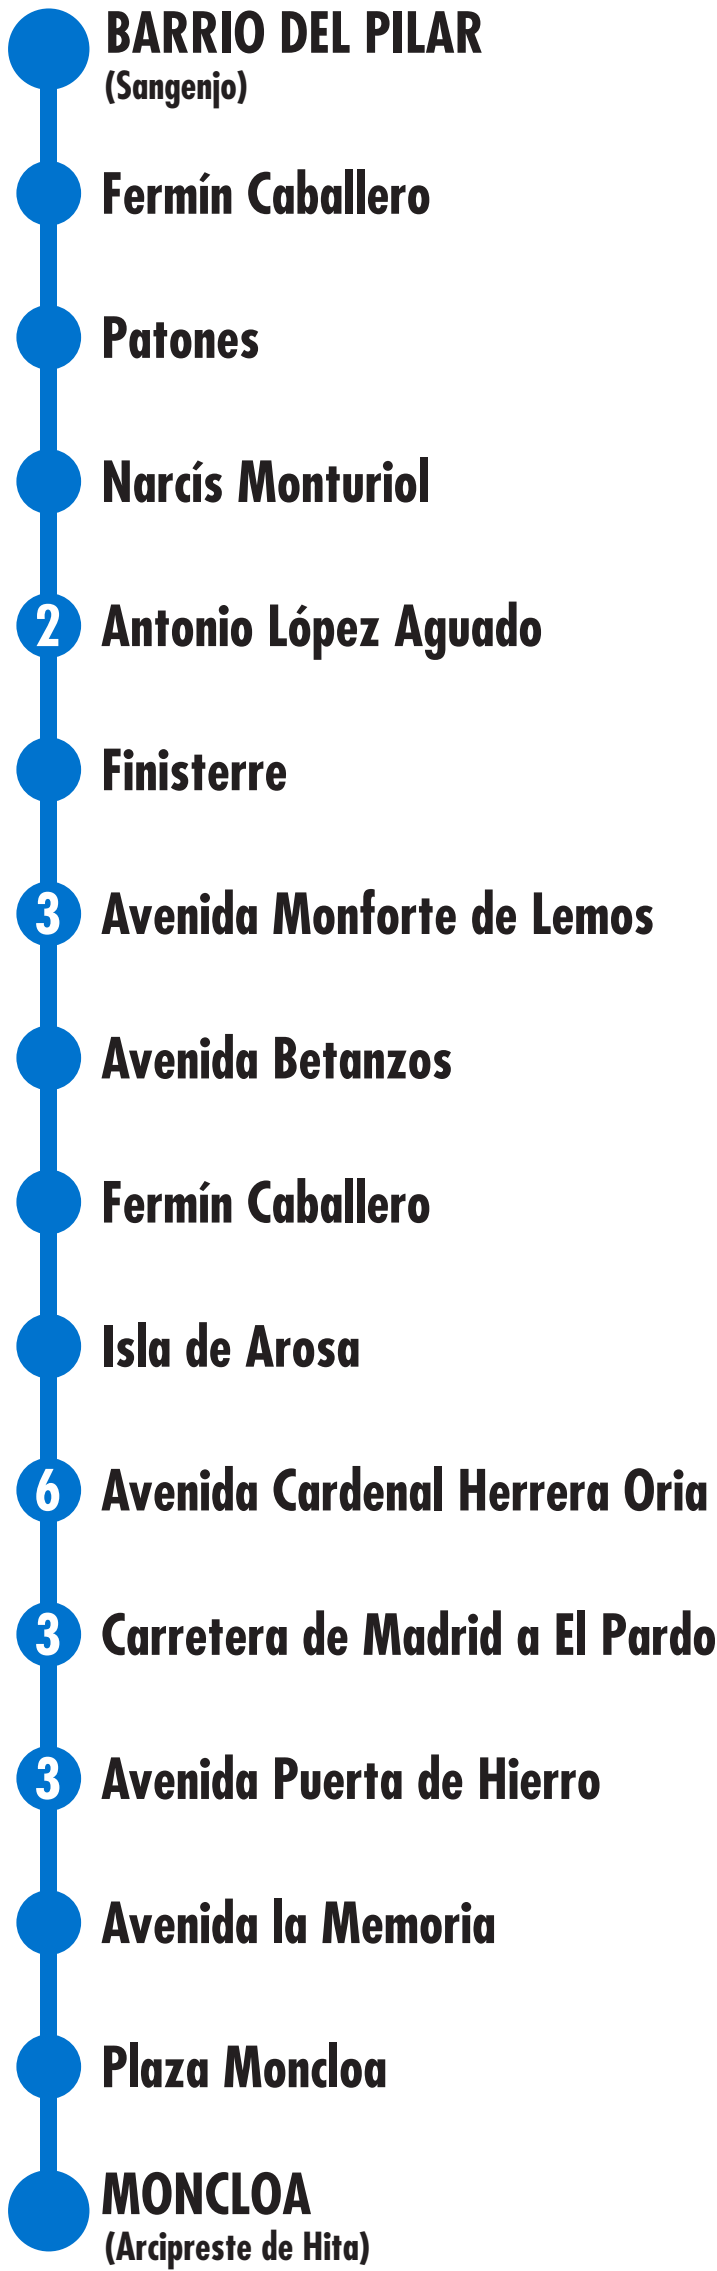 BARRIO DEL PILAR
(Sangenjo)
Fermín Caballero
Patones
Narcís Monturiol
2 Antonio López Aguado
Finisterre
3 Avenida Monforte de Lemos
Avenida Betanzos
Fermín Caballero
Isla de Arosa
6 Avenida Cardenal Herrera Oria
3 Carretera de Madrid a El Pardo
3 Avenida Puerta de Hierro
Avenida la Memoria
Plaza Moncloa
MONCLOA
(Arcipreste de Hita)